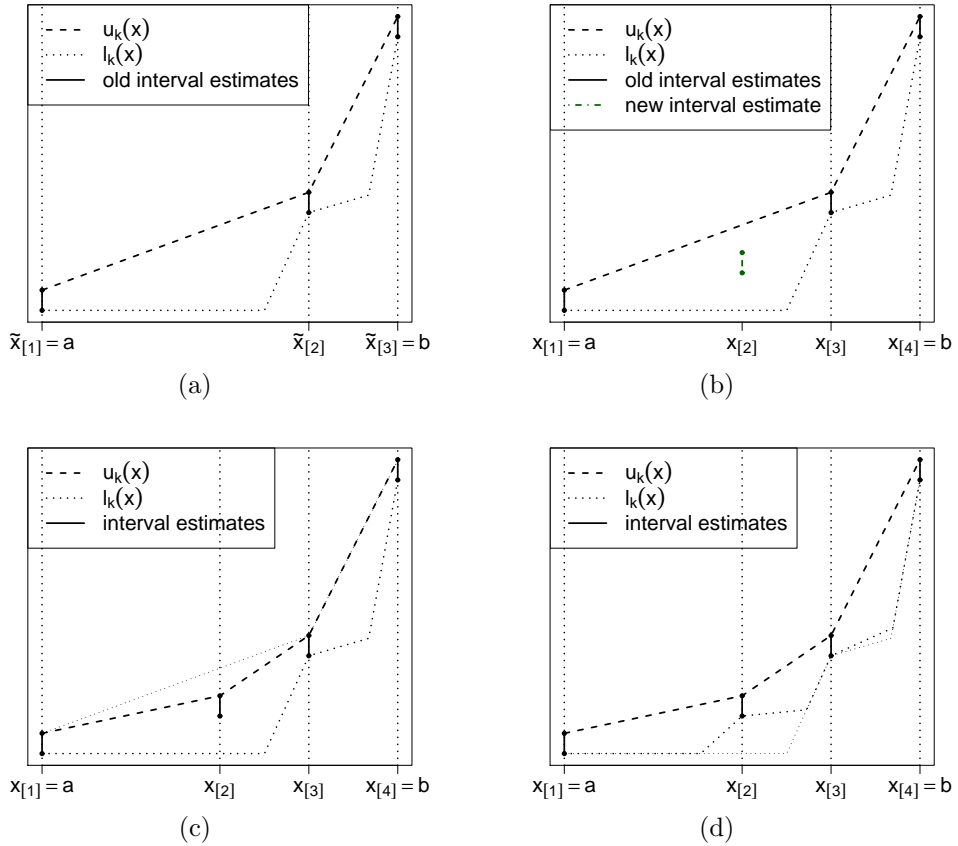 u_k(x)
l_k(x)
old interval estimates
x̃_[1] = a
x̃_[2]
x̃_[3] = b
(a)
u_k(x)
l_k(x)
old interval estimates
new interval estimate
x_[1] = a
x_[2]
x_[3]
x_[4] = b
(b)
u_k(x)
l_k(x)
interval estimates
x_[1] = a
x_[2]
x_[3]
x_[4] = b
(c)
u_k(x)
l_k(x)
interval estimates
x_[1] = a
x_[2]
x_[3]
x_[4] = b
(d)